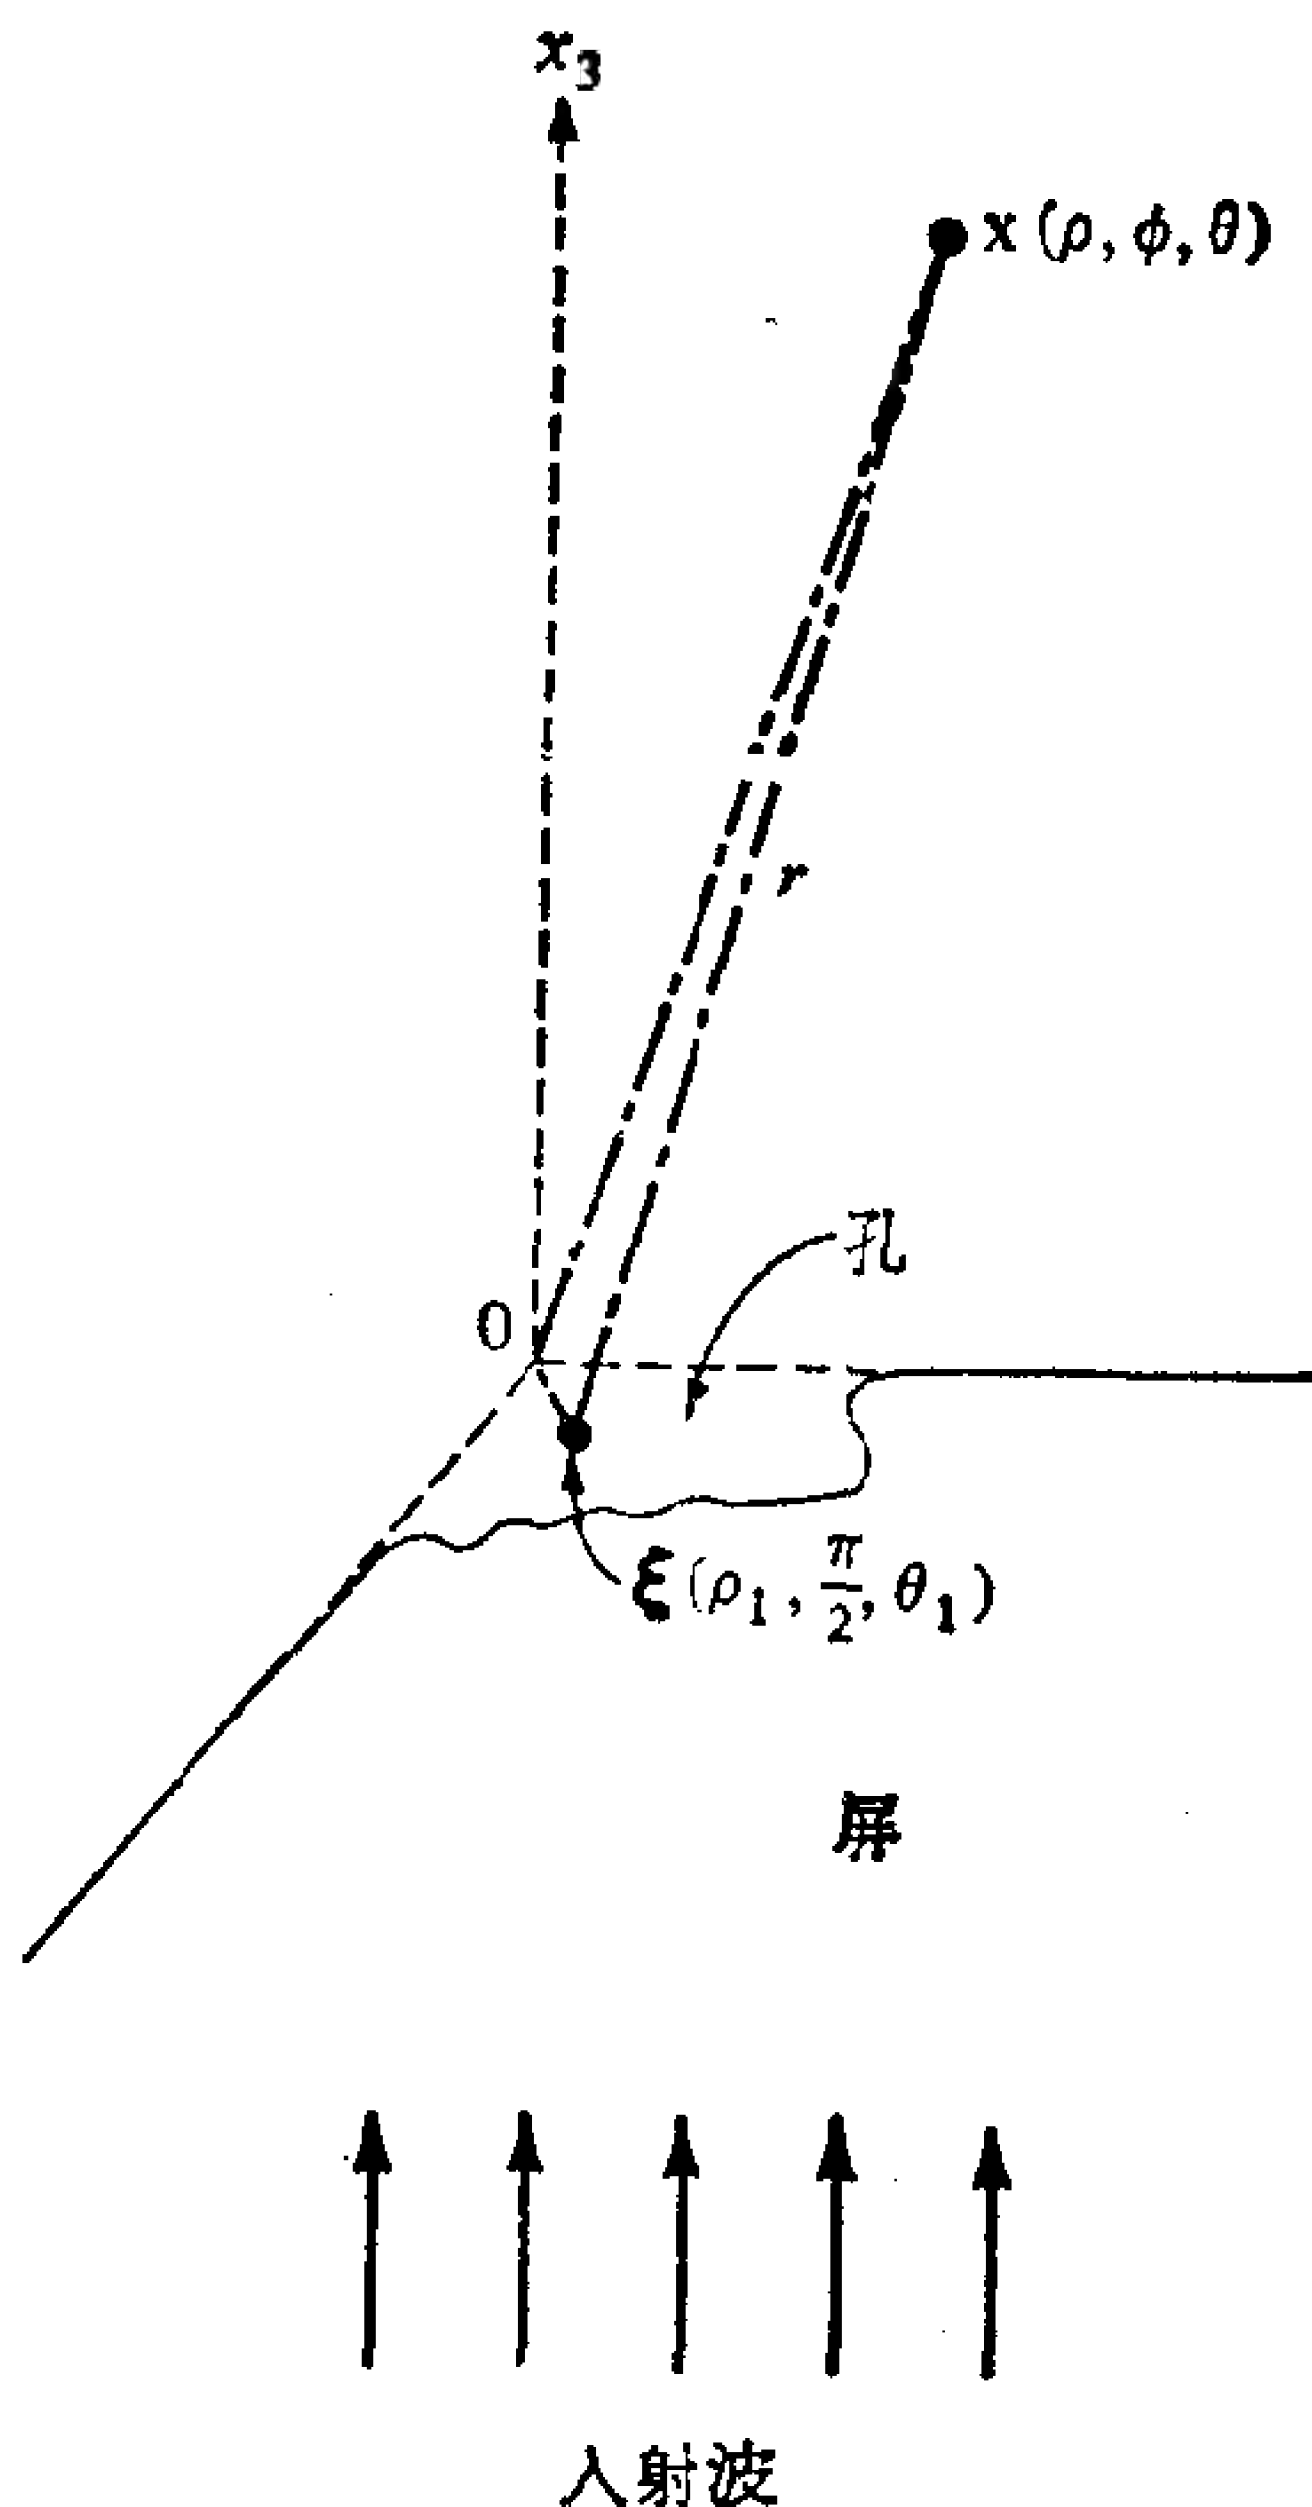 x₃
x (ρ, ϕ, θ)
r
孔
0
ξ (ρ₁, π/2, θ₁)
屏
入射波